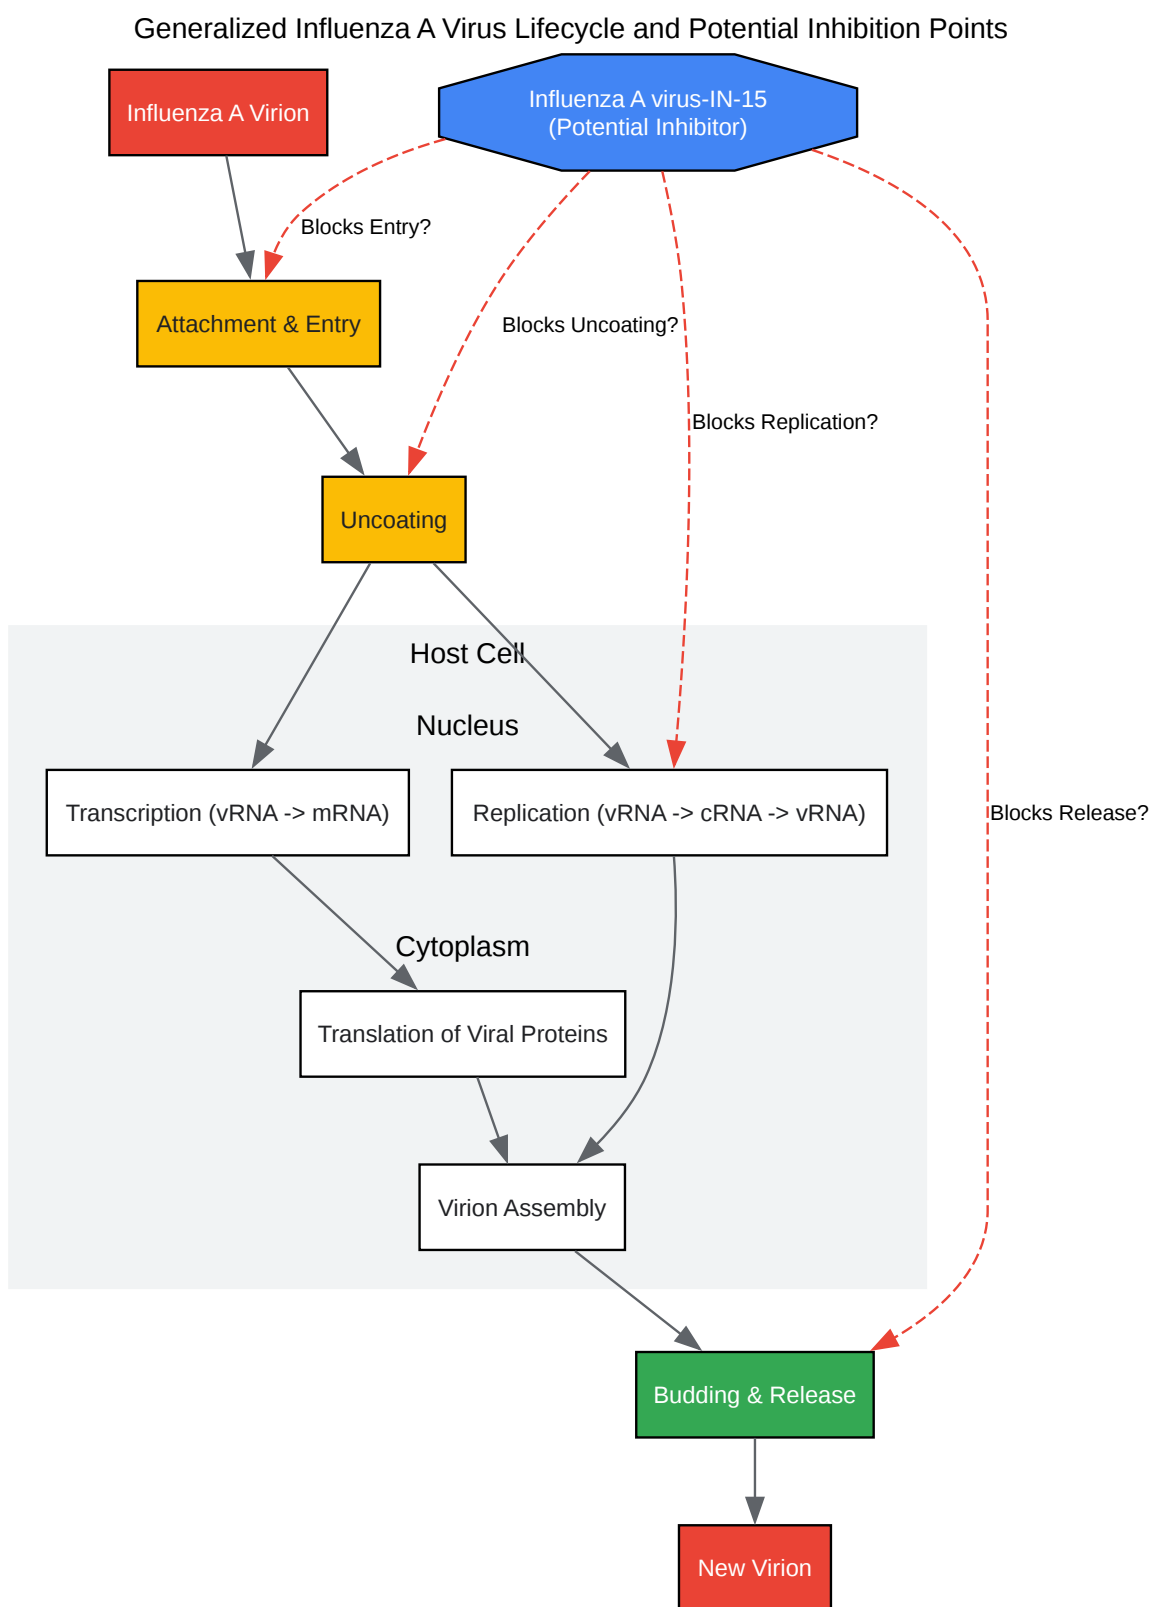 Generalized Influenza A Virus Lifecycle and Potential Inhibition Points
Influenza A Virion
Influenza A virus-IN-15
(Potential Inhibitor)
Blocks Entry?
Attachment & Entry
Blocks Uncoating?
Blocks Replication?
Uncoating
Host Cell
Nucleus
Transcription (vRNA -> mRNA)
Replication (vRNA -> cRNA -> vRNA)
Blocks Release?
Cytoplasm
Translation of Viral Proteins
Virion Assembly
Budding & Release
New Virion